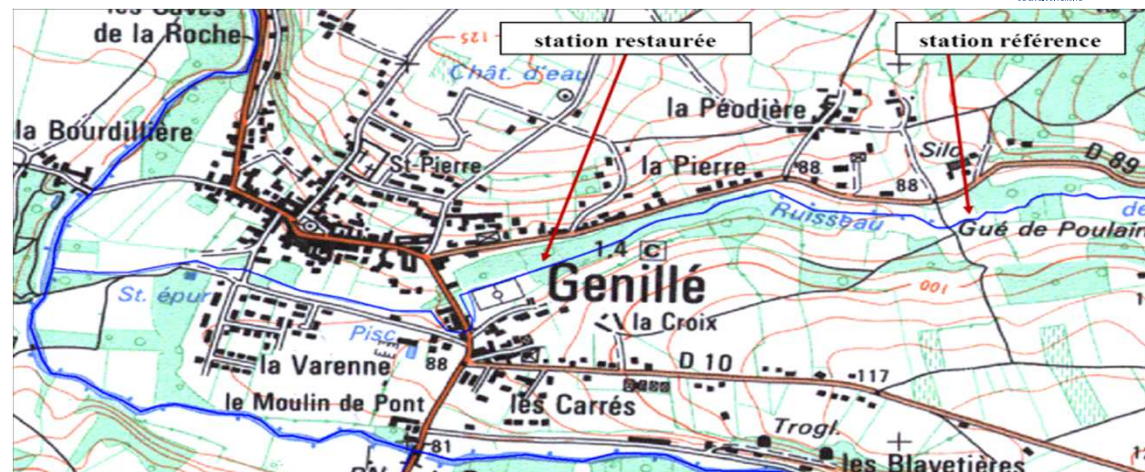 les Caves
de la Roche
125
station restaurée
station référence
Chât. d'eau
la Péodière
la Bourdillière
St-Pierre
la Pierre
88
88
Silo
D 89
Ruisseau
de
Gué de Poulain
1.4 C
Genillé
100
St. épur
Pisc.
la Croix
la Varenne
88
D 10
117
le Moulin de Pont
les Carrés
81
Trogl.
les Blavetières